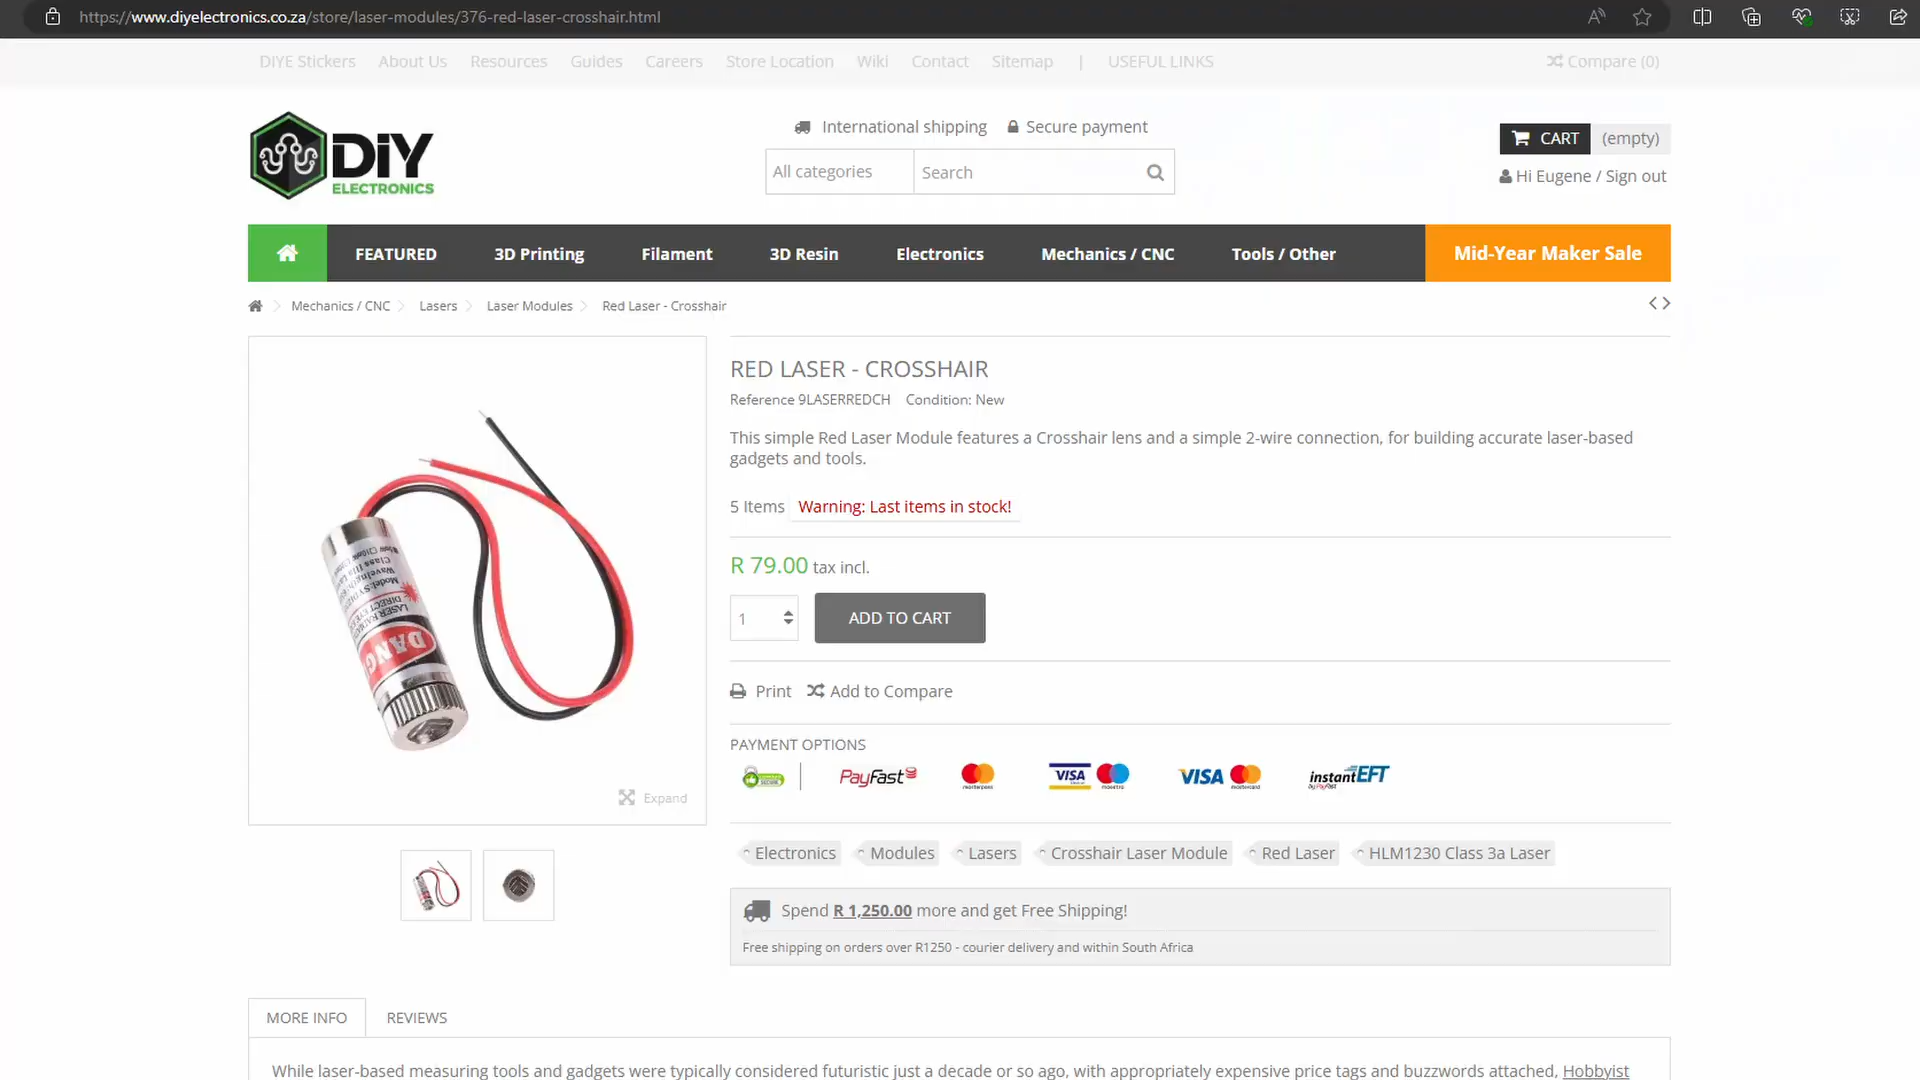 https://www.diyelectronics.co.za/store/laser-modules/376-red-laser-crosshair.html
DIYE Stickers About Us Resources Guides Careers Store Location Wiki Contact Sitemap | USEFUL LINKS Compare (0)
International shipping Secure payment
DiY
ELECTRONICS
CART (empty)
All categories Search
Hi Eugene / Sign out
FEATURED 3D Printing Filament 3D Resin Electronics Mechanics / CNC Tools / Other Mid-Year Maker Sale
Mechanics / CNC Lasers Laser Modules Red Laser - Crosshair
RED LASER - CROSSHAIR
Reference 9LASERREDCH Condition: New
This simple Red Laser Module features a Crosshair lens and a simple 2-wire connection, for building accurate laser-based
gadgets and tools.
5 Items Warning: Last items in stock!
R 79.00 tax incl.
1 ADD TO CART
Print Add to Compare
PAYMENT OPTIONS
PayFast
masterpass
VISA
maestro
VISA
mastercard
instantEFT
by PayFast
Expand
Electronics Modules Lasers Crosshair Laser Module Red Laser HLM1230 Class 3a Laser
Spend R 1,250.00 more and get Free Shipping!
Free shipping on orders over R1250 - courier delivery and within South Africa
MORE INFO REVIEWS
While laser-based measuring tools and gadgets were typically considered futuristic just a decade or so ago, with appropriately expensive price tags and buzzwords attached, Hobbyist